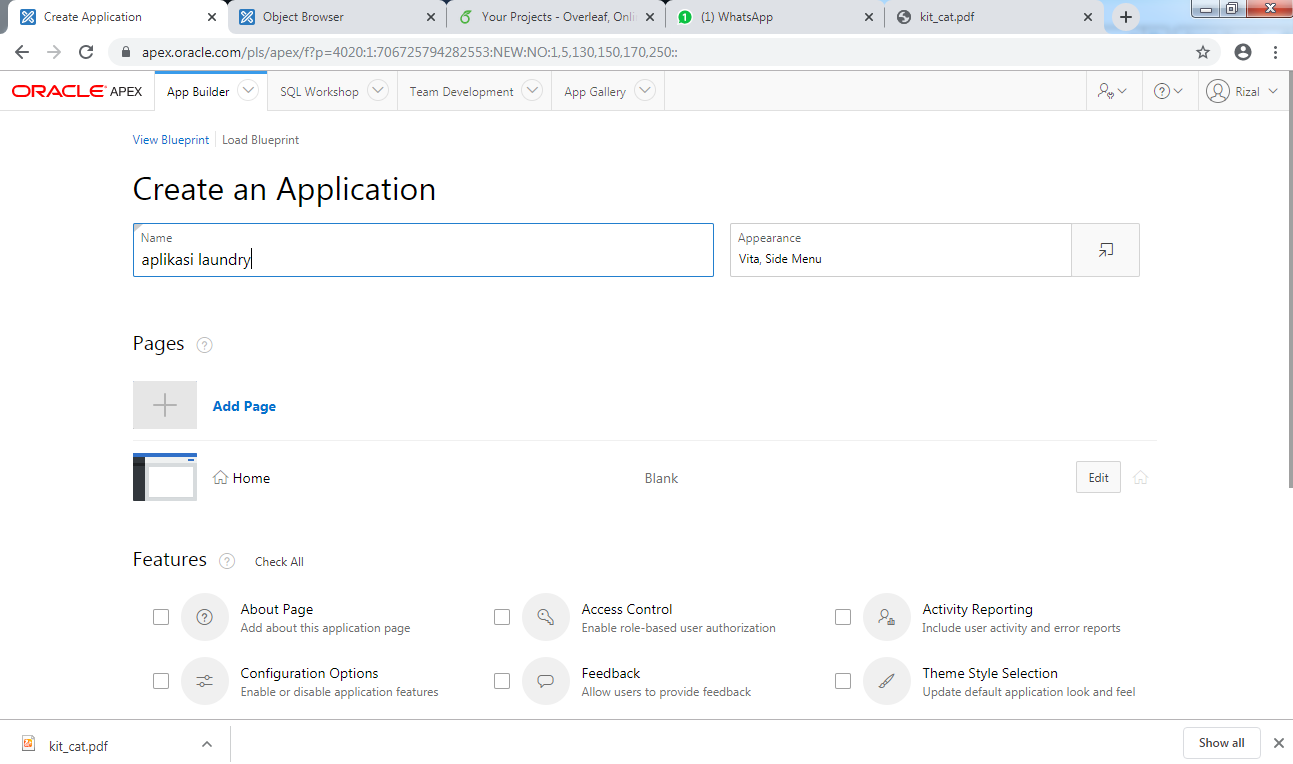 Create Application
Object Browser
Your Projects - Overleaf, Onli
(1) WhatsApp
kit_cat.pdf
apex.oracle.com/pls/apex/f?p=4020:1:706725794282553:NEW:NO:1,5,130,150,170,250::
ORACLE APEX
App Builder
SQL Workshop
Team Development
App Gallery
Rizal
View Blueprint
Load Blueprint
Create an Application
Name
aplikasi laundry
Appearance
Vita, Side Menu
Pages
Add Page
Home
Blank
Edit
Features
Check All
About Page
Add about this application page
Access Control
Enable role-based user authorization
Activity Reporting
Include user activity and error reports
Configuration Options
Enable or disable application features
Feedback
Allow users to provide feedback
Theme Style Selection
Update default application look and feel
kit_cat.pdf
Show all